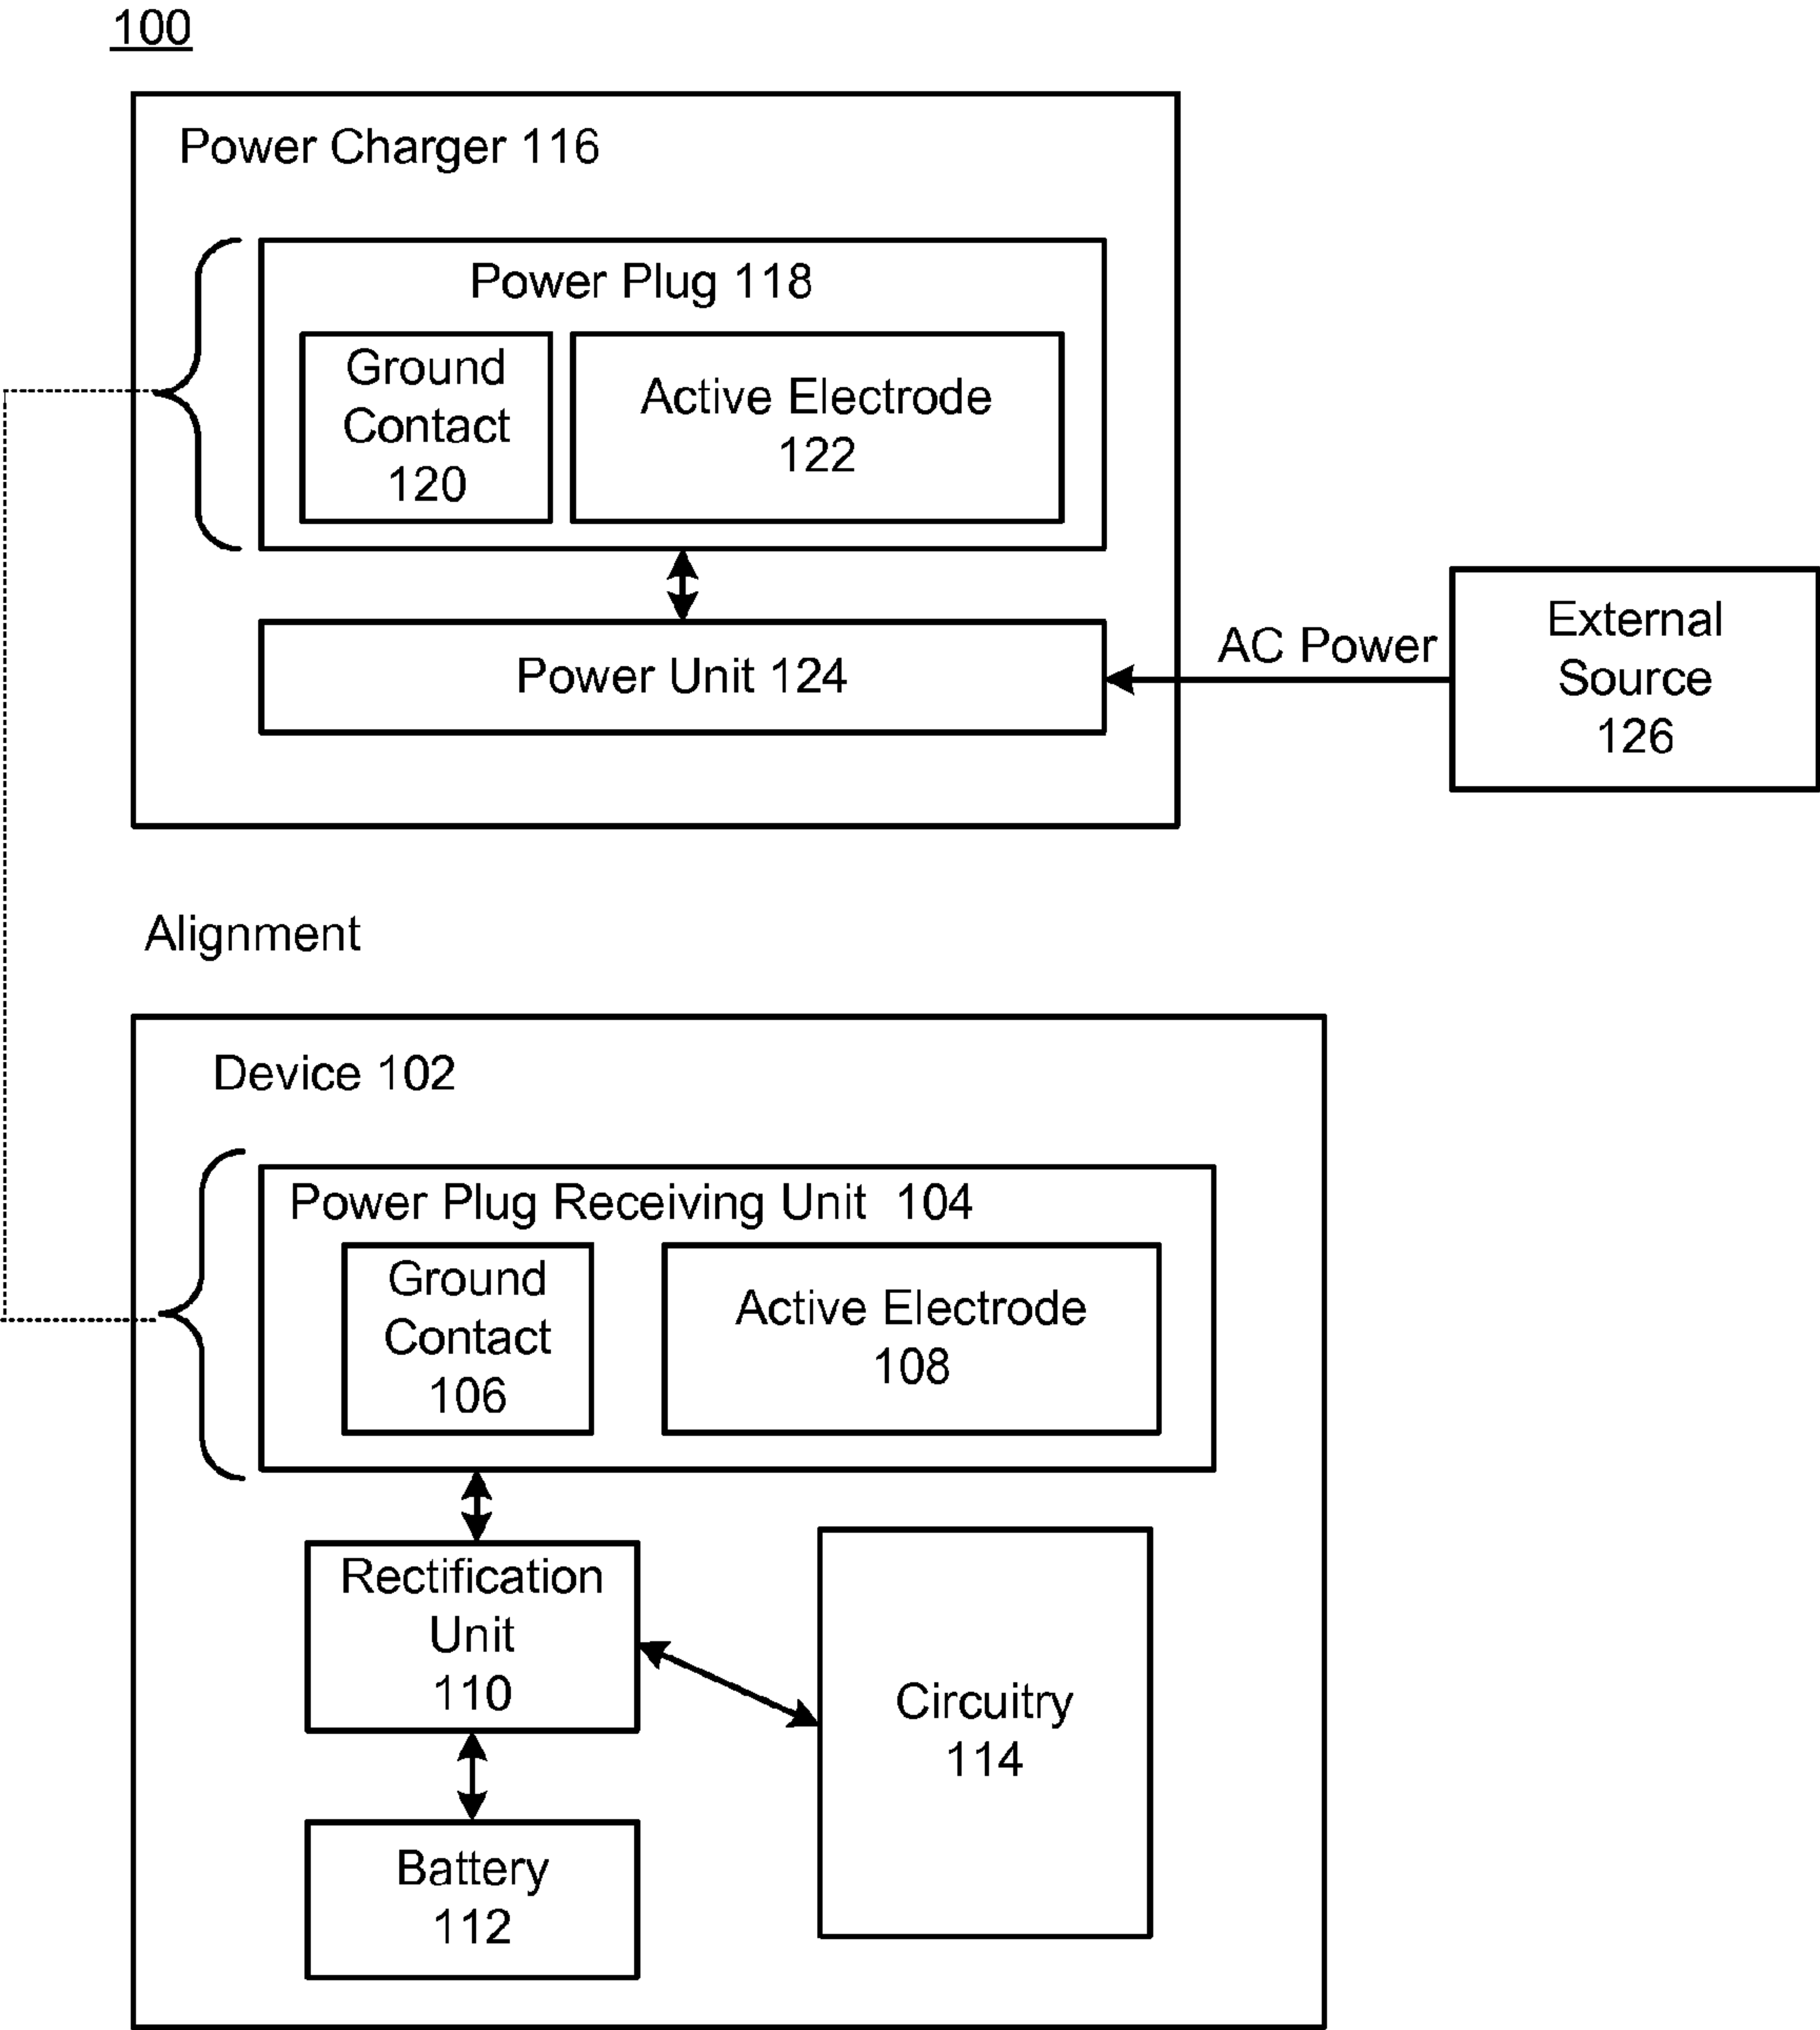 100
Power Charger 116
Power Plug 118
Ground
Contact
120
Active Electrode
122
Power Unit 124
AC Power
External
Source
126
Alignment
Device 102
Power Plug Receiving Unit 104
Ground
Contact
106
Active Electrode
108
Rectification
Unit
110
Circuitry
114
Battery
112